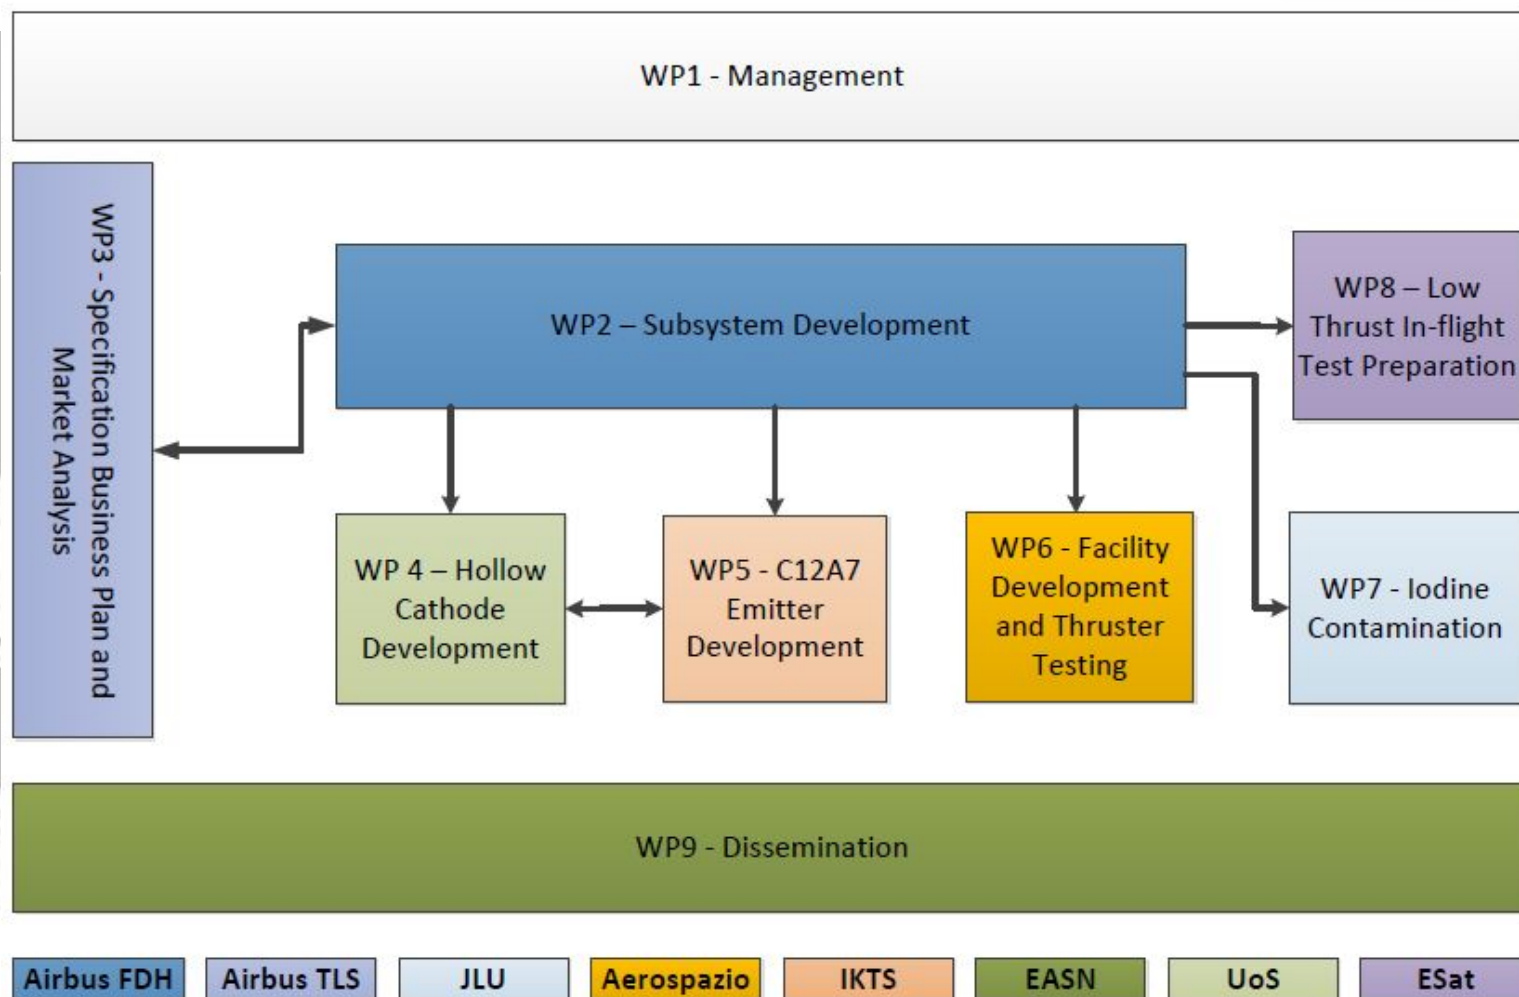 WP1 - Management
WP3 - Specification Business Plan and
Market Analysis
WP2 – Subsystem Development
WP8 – Low
Thrust In-flight
Test Preparation
WP 4 – Hollow
Cathode
Development
WP5 - C12A7
Emitter
Development
WP6 - Facility
Development
and Thruster
Testing
WP7 - Iodine
Contamination
WP9 - Dissemination
Airbus FDH
Airbus TLS
JLU
Aerospazio
IKTS
EASN
UoS
ESat